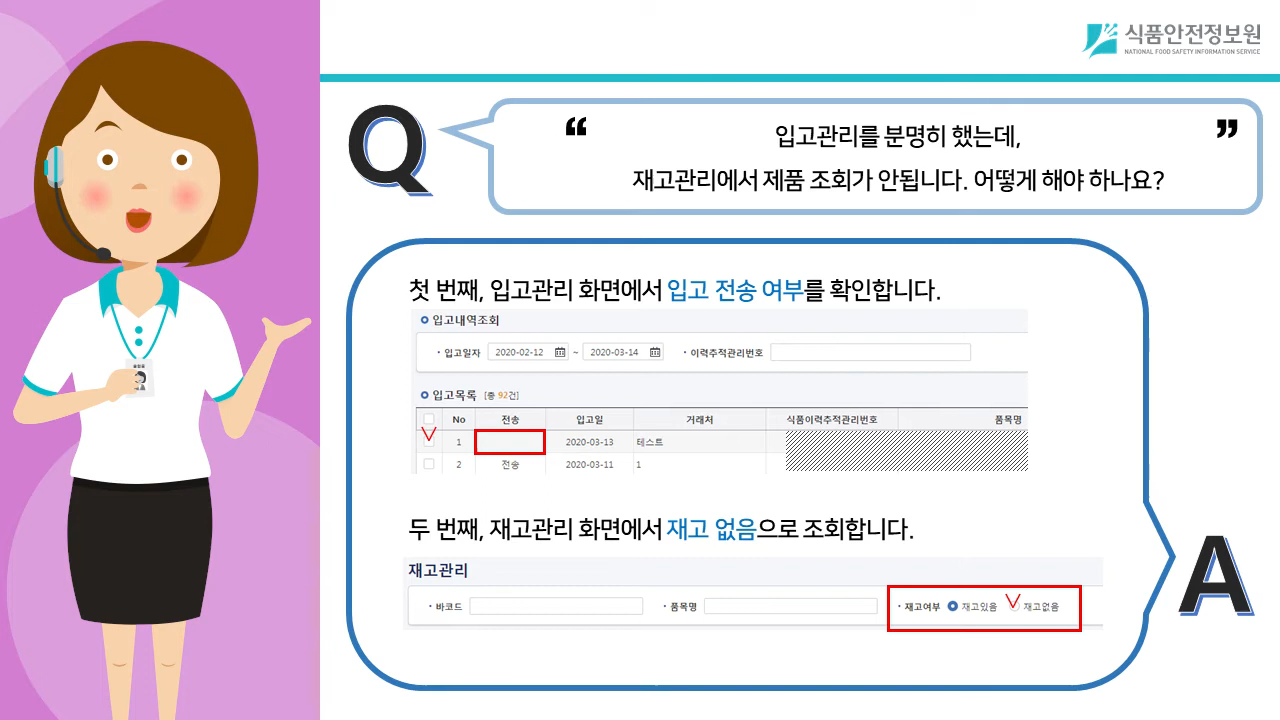 식품안전정보원
NATIONAL FOOD SAFETY INFORMATION SERVICE
Q
“ 입고관리를 분명히 했는데, ”
재고관리에서 제품 조회가 안됩니다. 어떻게 해야 하나요?
첫 번째, 입고관리 화면에서 입고 전송 여부를 확인합니다.
입고내역조회
· 입고일자 2020-02-12 ~ 2020-03-14 · 이력추적관리번호
입고목록 [총 92건]
No 전송 입고일 거래처 식품이력추적관리번호 품목명
1 2020-03-13 테스트
2 전송 2020-03-11 1
두 번째, 재고관리 화면에서 재고 없음으로 조회합니다.
재고관리
· 바코드 · 품목명 · 재고여부 재고있음 재고없음
A